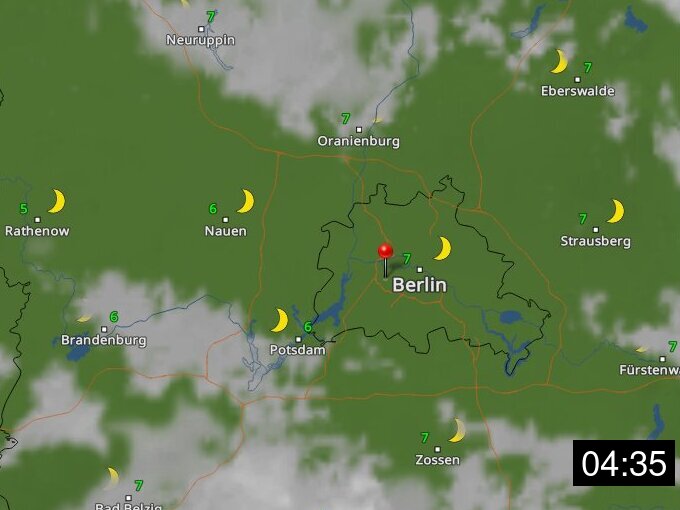 7
Neuruppin
7
Eberswalde
7
Oranienburg
5
Rathenow
6
Nauen
7
Strausberg
7
Berlin
6
Brandenburg
6
Potsdam
7
Fürstenwa
7
Zossen
04:35
7
Bad Belzig